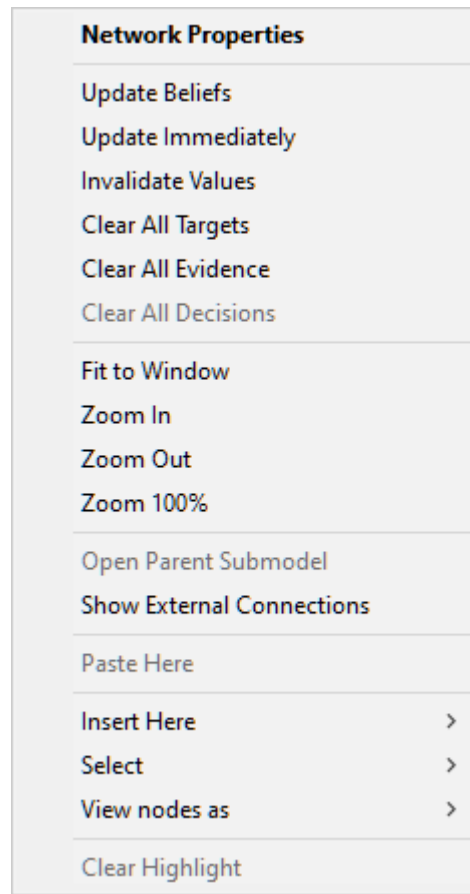 Network Properties
Update Beliefs
Update Immediately
Invalidate Values
Clear All Targets
Clear All Evidence
Clear All Decisions
Fit to Window
Zoom In
Zoom Out
Zoom 100%
Open Parent Submodel
Show External Connections
Paste Here
Insert Here
Select
View nodes as
Clear Highlight